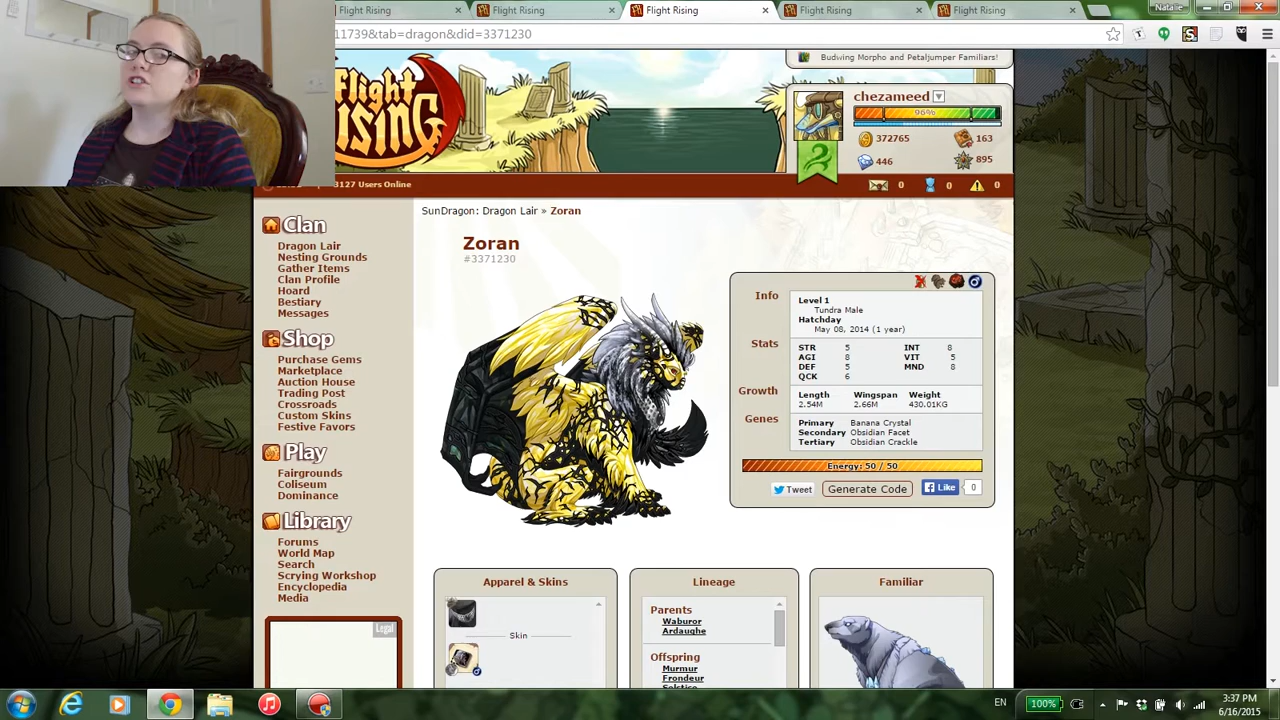 Flight Rising
Flight Rising
Flight Rising
Flight Rising
Flight Rising
Natalie
11739&tab=dragon&did=3371230
Flight
Rising
Budwing Morpho and Petaljumper Familiars!
chezameed
96%
372765
163
446
895
3127 Users Online
0
0
0
Clan
Dragon Lair
Nesting Grounds
Gather Items
Clan Profile
Hoard
Bestiary
Messages
Shop
Purchase Gems
Marketplace
Auction House
Trading Post
Crossroads
Custom Skins
Festive Favors
Play
Fairgrounds
Coliseum
Dominance
Library
Forums
World Map
Search
Scrying Workshop
Encyclopedia
Media
Legal
SunDragon: Dragon Lair » Zoran
Zoran
#3371230
Info
Level 1
Tundra Male
Hatchday
May 08, 2014 (1 year)
Stats
STR 5 INT 8
AGI 8 VIT 5
DEF 5 MND 8
QCK 6
Growth
Length Wingspan Weight
2.54M 2.66M 430.01KG
Genes
Primary Banana Crystal
Secondary Obsidian Facet
Tertiary Obsidian Crackle
Energy: 50 / 50
Tweet
Generate Code
Like
0
Apparel & Skins
Skin
Lineage
Parents
Waburor
Ardaughe
Offspring
Murmur
Frondeur
Solstice
Familiar
EN
100%
3:37 PM
6/16/2015